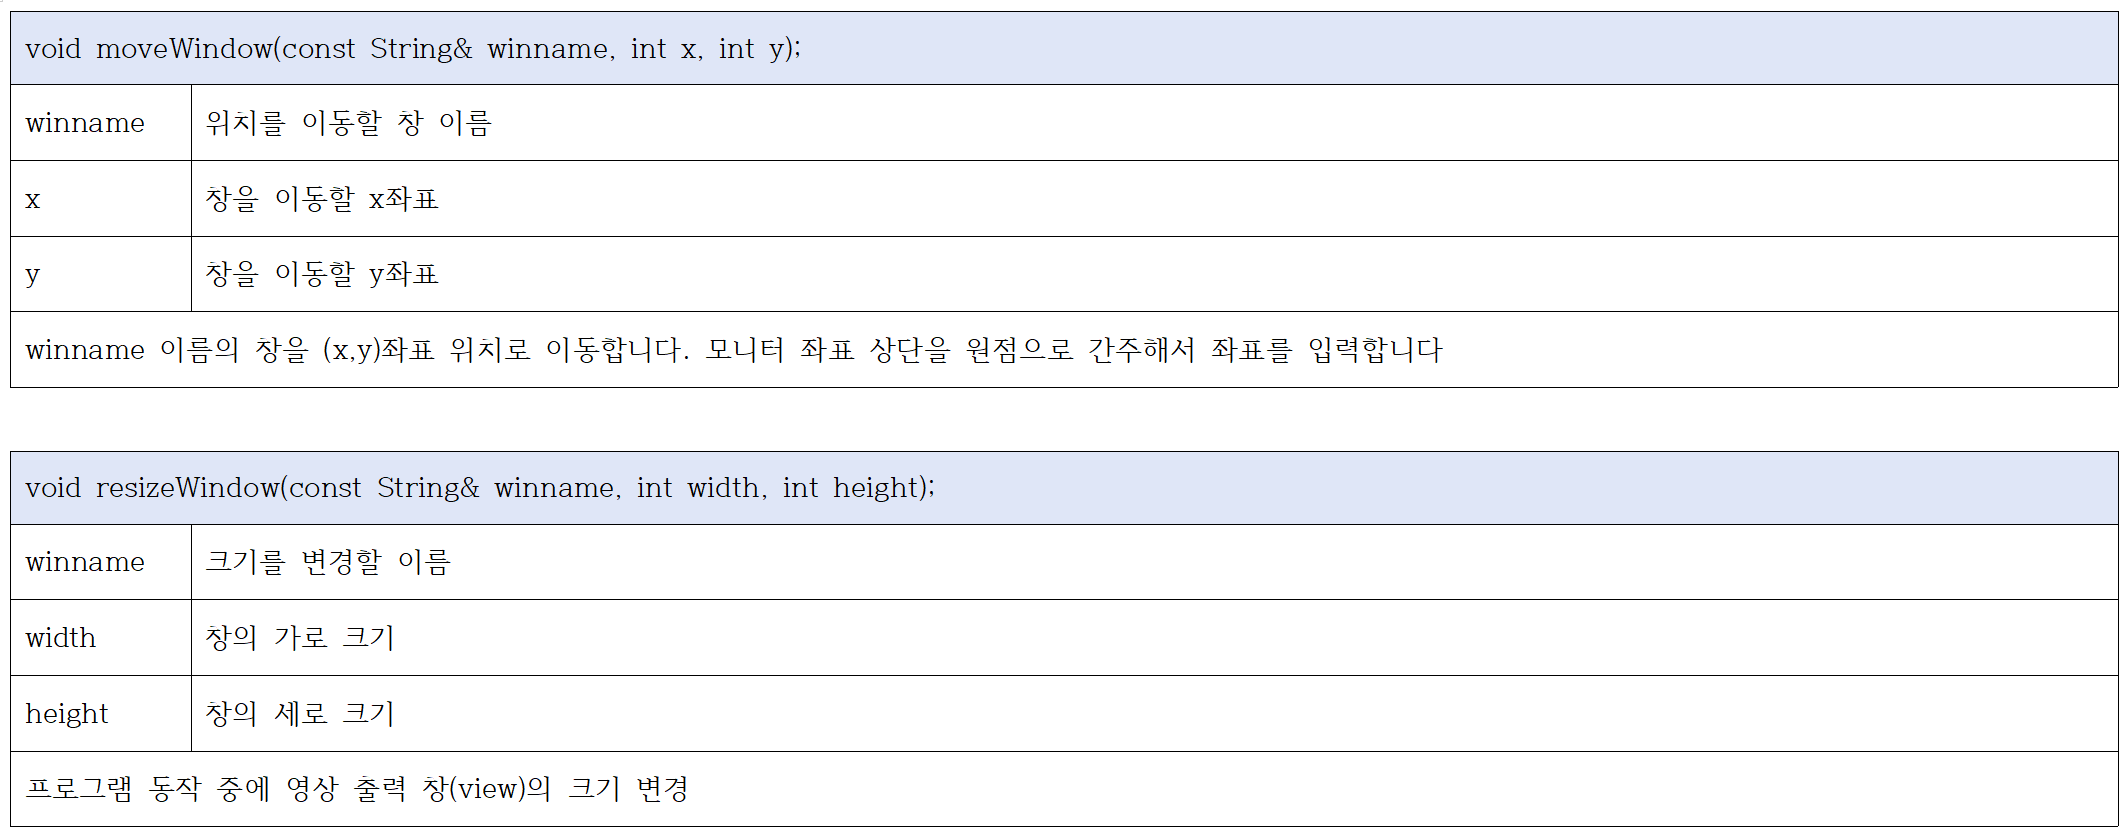 void moveWindow(const String& winname, int x, int y);
winname 위치를 이동할 창 이름
x 창을 이동할 x좌표
y 창을 이동할 y좌표
winname 이름의 창을 (x,y)좌표 위치로 이동합니다. 모니터 좌표 상단을 원점으로 간주해서 좌표를 입력합니다
void resizeWindow(const String& winname, int width, int height);
winname 크기를 변경할 이름
width 창의 가로 크기
height 창의 세로 크기
프로그램 동작 중에 영상 출력 창(view)의 크기 변경